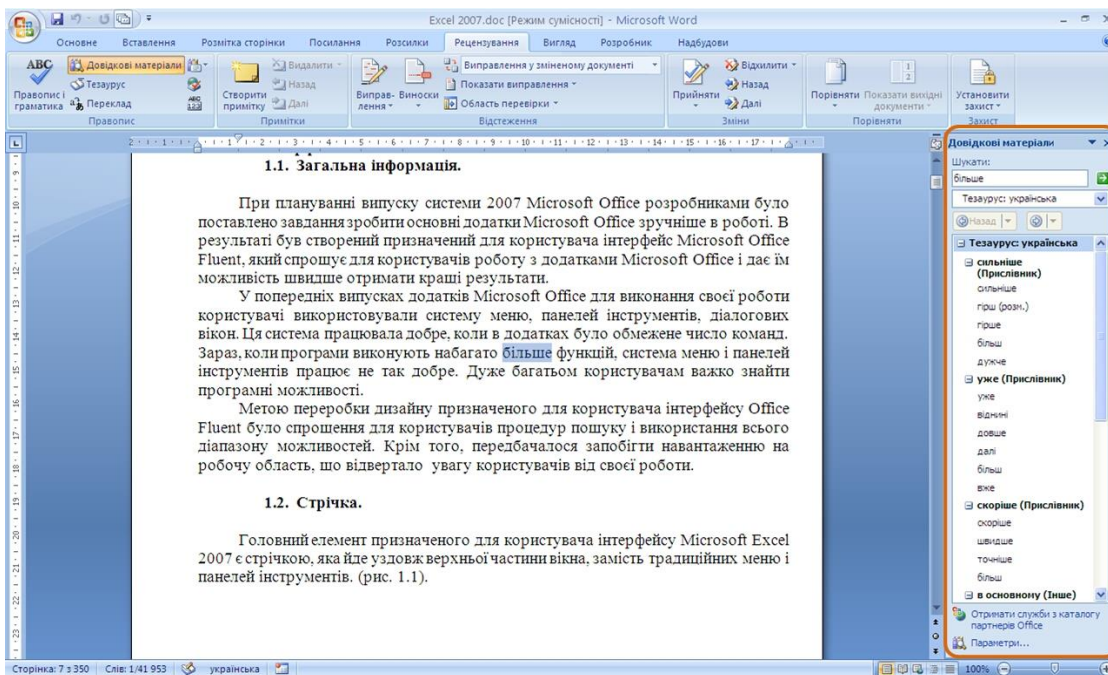 Excel 2007.doc [Режим сумісності] - Microsoft Word
Основне Вставлення Розмітка сторінки Посилання Розсилки Рецензування Вигляд Розробник Надбудови
ABC Правопис і граматика
Довідкові матеріали
Тезаурус
Переклад
ABC 123
Правопис
Створити примітку
Видалити
Назад
Далі
Примітки
Виправ-лення
Виноски
Виправлення у зміненому документі
Показати виправлення
Область перевірки
Відстеження
Прийняти
Відхилити
Назад
Далі
Зміни
Порівняти
Показати вихідні документи
Порівняти
Установити захист
Захист
1.1. Загальна інформація.
При плануванні випуску системи 2007 Microsoft Office розробниками було
поставлено завдання зробити основні додатки Microsoft Office зручніше в роботі. В
результаті був створений призначений для користувача інтерфейс Microsoft Office
Fluent, який спрощує для користувачів роботу з додатками Microsoft Office і дає їм
можливість швидше отримати кращі результати.
У попередніх випусках додатків Microsoft Office для виконання своєї роботи
користувачі використовували систему меню, панелей інструментів, діалогових
вікон. Ця система працювала добре, коли в додатках було обмежене число команд.
Зараз, коли програми виконують набагато більше функцій, система меню і панелей
інструментів працює не так добре. Дуже багатьом користувачам важко знайти
програмні можливості.
Метою переробки дизайну призначеного для користувача інтерфейсу Office
Fluent було спрощення для користувачів процедур пошуку і використання всього
діапазону можливостей. Крім того, передбачалося запобігти навантаженню на
робочу область, що відвертало увагу користувачів від своєї роботи.
1.2. Стрічка.
Головний елемент призначеного для користувача інтерфейсу Microsoft Excel
2007 є стрічкою, яка йде уздовж верхньої частини вікна, замість традиційних меню і
панелей інструментів. (рис. 1.1).
Довідкові матеріали
Шукати:
більше
Тезаурус: українська
Назад
Тезаурус: українська
сильніше (Прислівник)
сильніше
гірш (розм.)
гірше
більш
дужче
уже (Прислівник)
уже
віднині
довше
далі
більш
вже
скоріше (Прислівник)
скоріше
швидше
точніше
більш
в основному (Інше)
Отримати служби з каталогу
партнерів Office
Параметри...
Сторінка: 7 з 350 Слів: 1/41 953 українська 100%